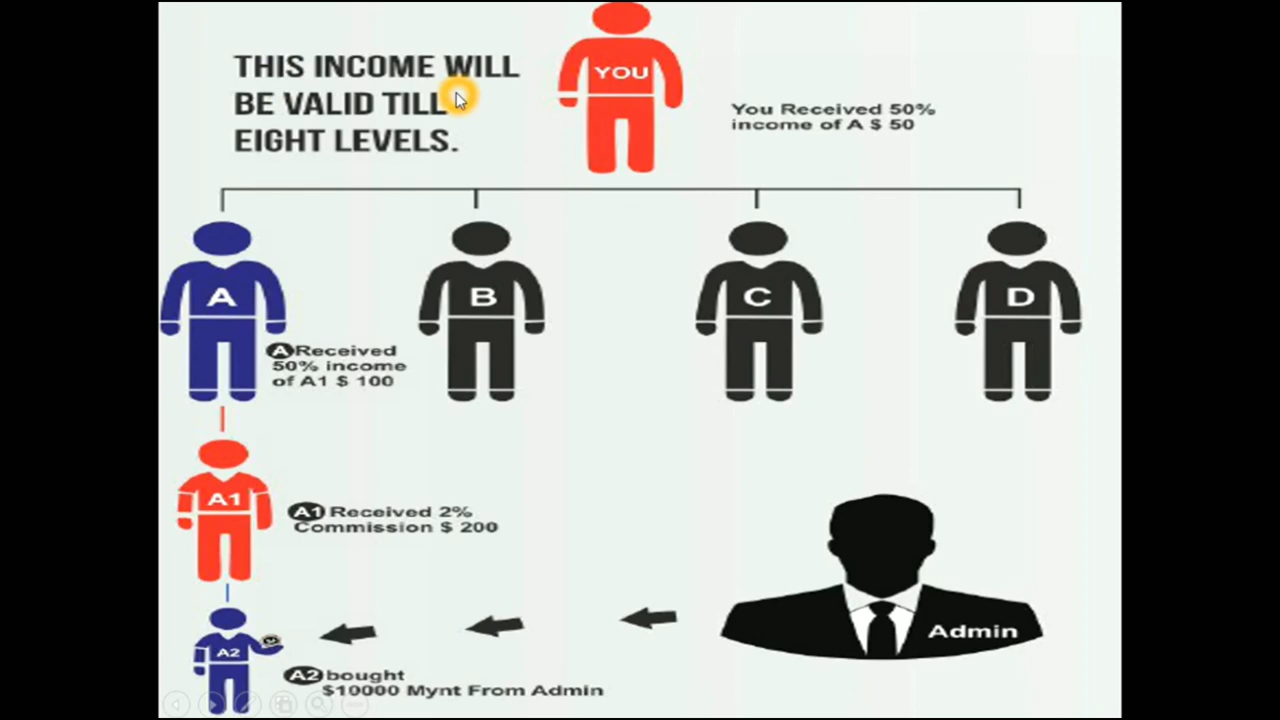 THIS INCOME WILL
BE VALID TILL
EIGHT LEVELS.
YOU
You Received 50%
income of A $ 50
A
B
C
D
A Received
50% income
of A1 $ 100
A1
A1 Received 2%
Commission $ 200
Admin
A2
A2 bought
$10000 Mynt From Admin